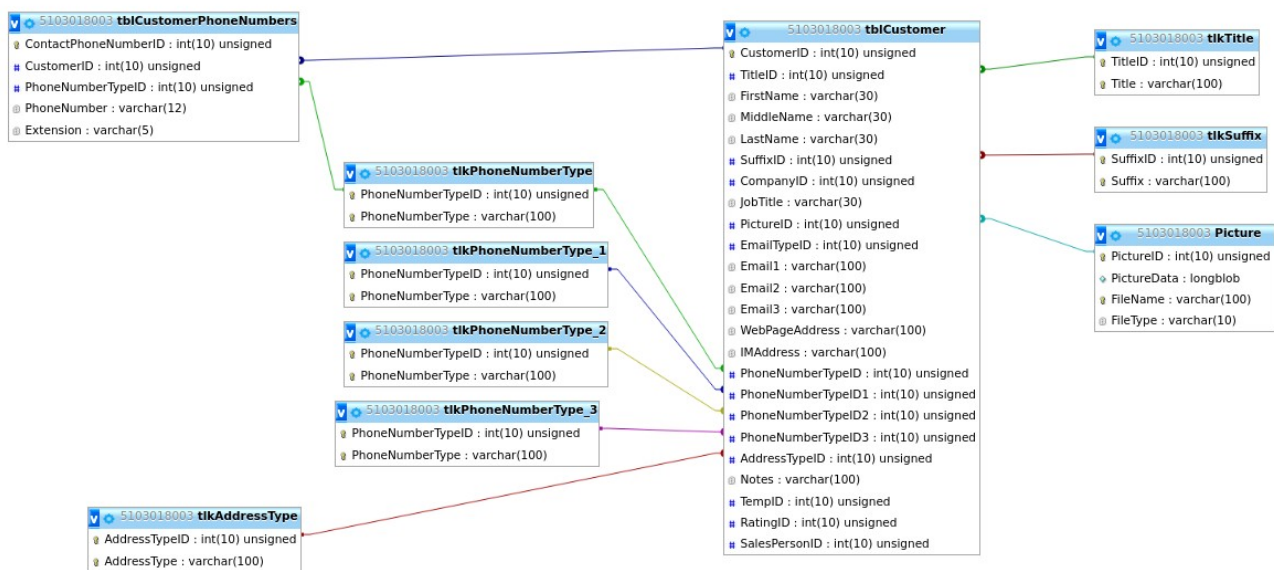 5103018003 tblCustomerPhoneNumbers
ContactPhoneNumberID : int(10) unsigned
CustomerID : int(10) unsigned
PhoneNumberTypeID : int(10) unsigned
PhoneNumber : varchar(12)
Extension : varchar(5)
5103018003 tlkPhoneNumberType
PhoneNumberTypeID : int(10) unsigned
PhoneNumberType : varchar(100)
5103018003 tlkPhoneNumberType_1
PhoneNumberTypeID : int(10) unsigned
PhoneNumberType : varchar(100)
5103018003 tlkPhoneNumberType_2
PhoneNumberTypeID : int(10) unsigned
PhoneNumberType : varchar(100)
5103018003 tlkPhoneNumberType_3
PhoneNumberTypeID : int(10) unsigned
PhoneNumberType : varchar(100)
5103018003 tlkAddressType
AddressTypeID : int(10) unsigned
AddressType : varchar(100)
5103018003 tblCustomer
CustomerID : int(10) unsigned
TitleID : int(10) unsigned
FirstName : varchar(30)
MiddleName : varchar(30)
LastName : varchar(30)
SuffixID : int(10) unsigned
CompanyID : int(10) unsigned
JobTitle : varchar(30)
PictureID : int(10) unsigned
EmailTypeID : int(10) unsigned
Email1 : varchar(100)
Email2 : varchar(100)
Email3 : varchar(100)
WebPageAddress : varchar(100)
IMAddress : varchar(100)
PhoneNumberTypeID : int(10) unsigned
PhoneNumberTypeID1 : int(10) unsigned
PhoneNumberTypeID2 : int(10) unsigned
PhoneNumberTypeID3 : int(10) unsigned
AddressTypeID : int(10) unsigned
Notes : varchar(100)
TempID : int(10) unsigned
RatingID : int(10) unsigned
SalesPersonID : int(10) unsigned
5103018003 tlkTitle
TitleID : int(10) unsigned
Title : varchar(100)
5103018003 tlkSuffix
SuffixID : int(10) unsigned
Suffix : varchar(100)
5103018003 Picture
PictureID : int(10) unsigned
PictureData : longblob
FileName : varchar(100)
FileType : varchar(10)